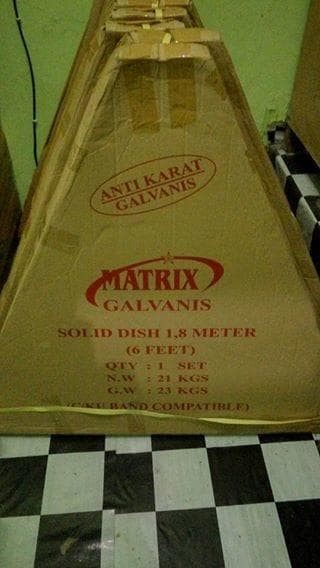 ANTI KARAT
GALVANIS
MATRIX
GALVANIS
SOLID DISH 1,8 METER
(6 FEET)
QTY : 1 SET
N.W : 21 KGS
G.W : 23 KGS
(C/KU BAND COMPATIBLE)